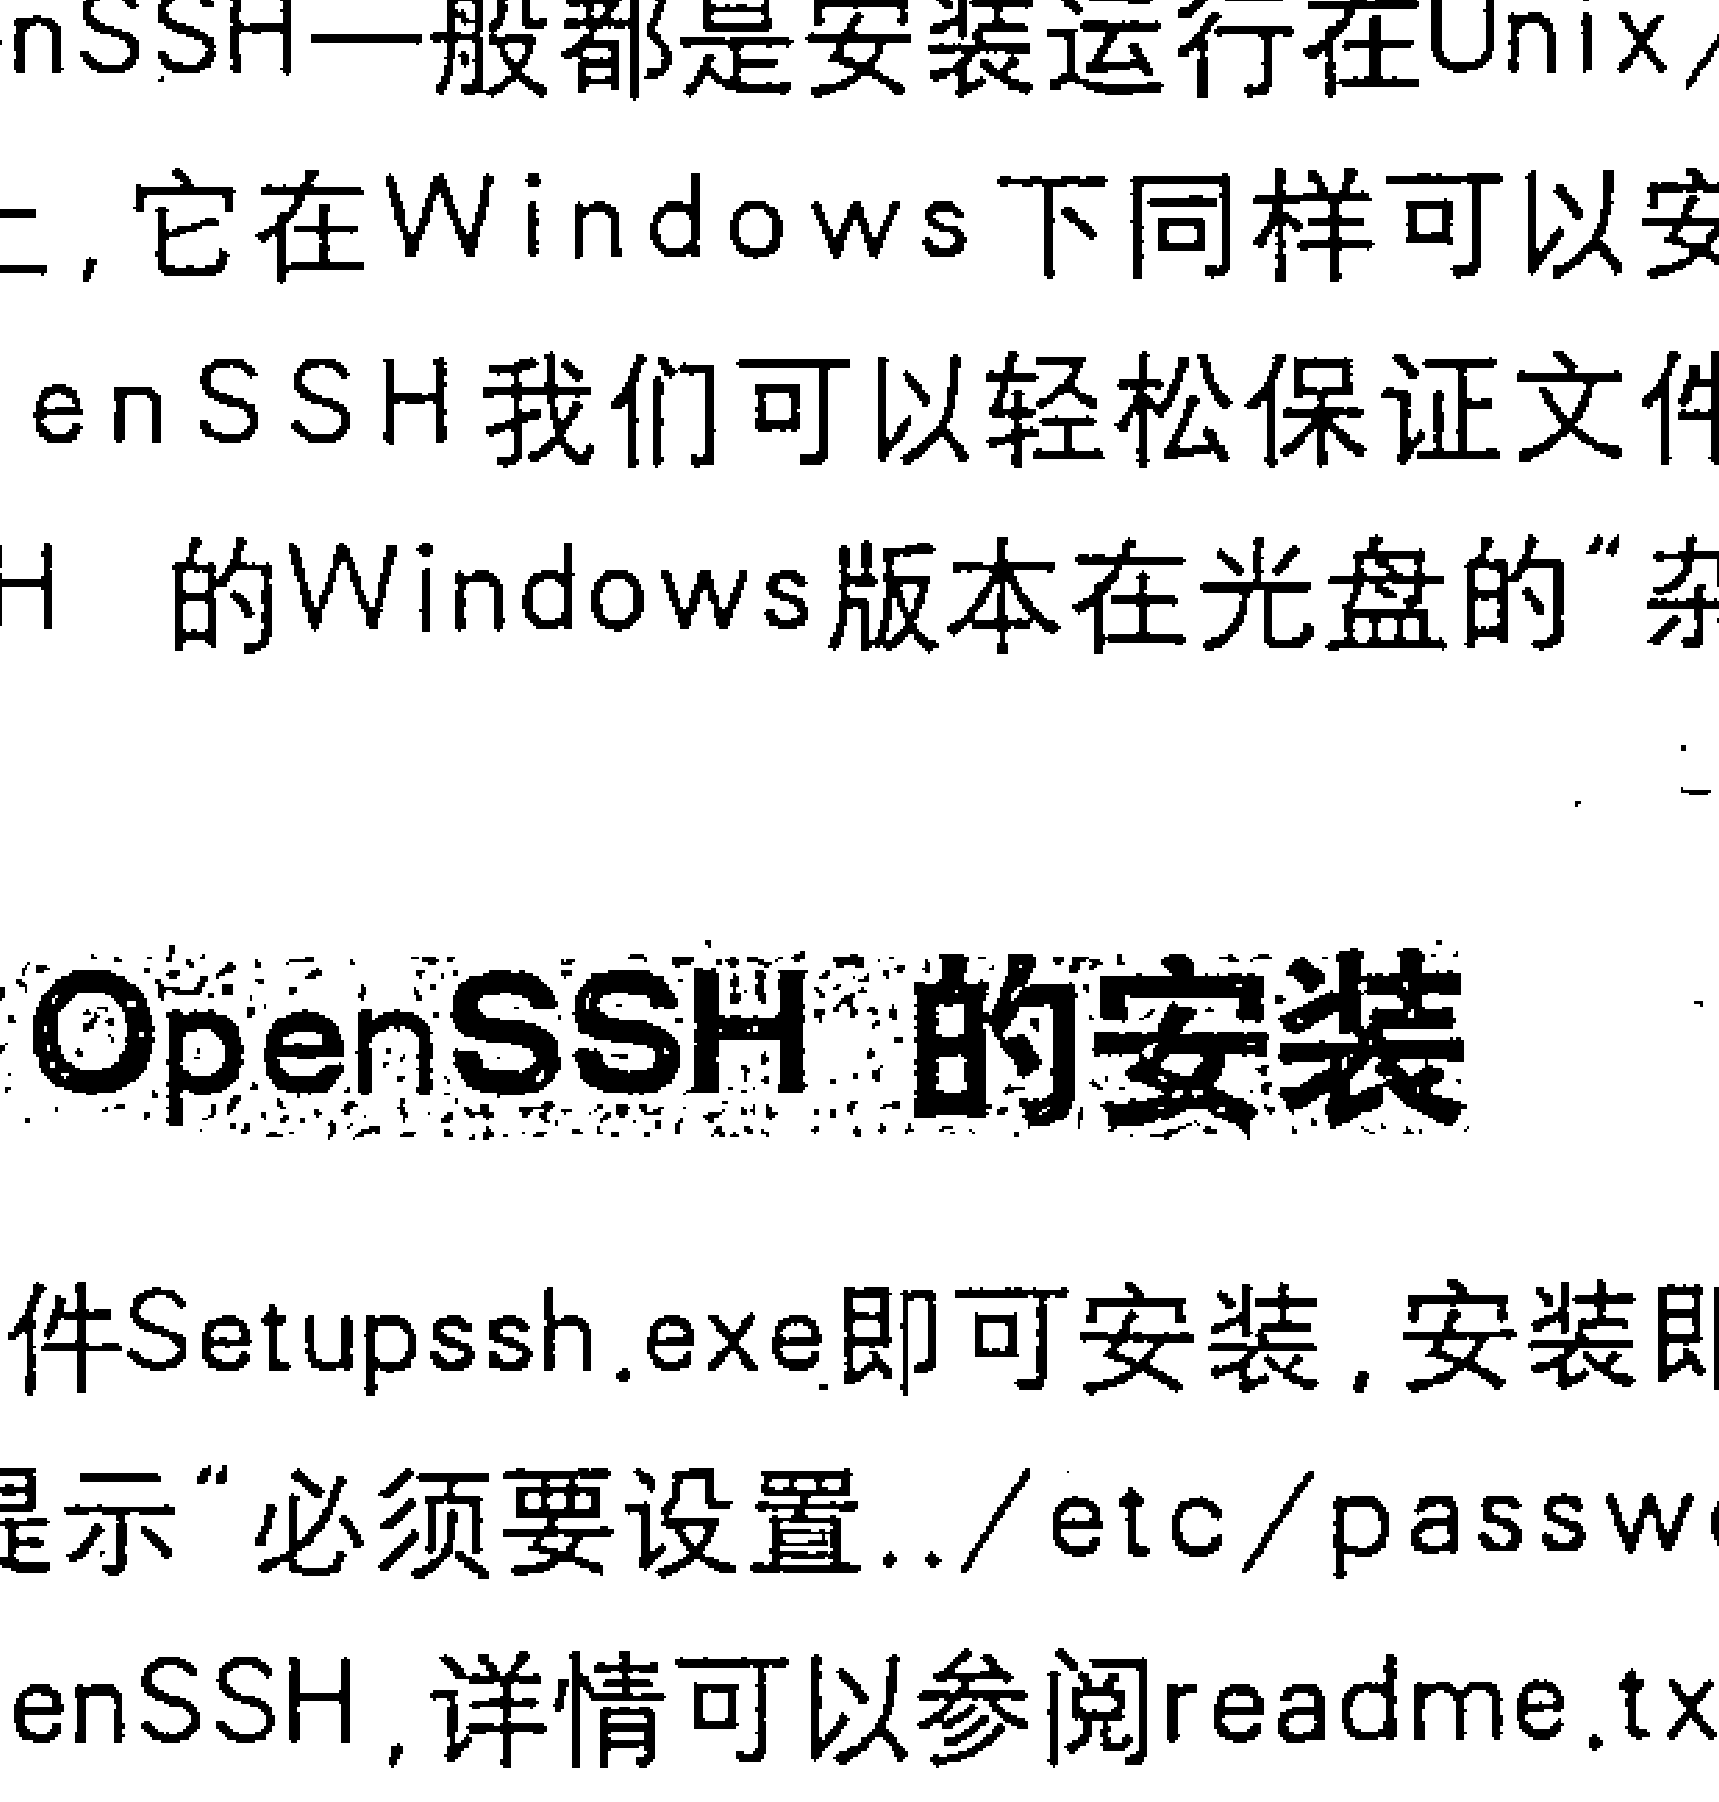 nSSH一般都是安装运行在Unix/
上,它在Windows下同样可以安
enSSH我们可以轻松保证文件
H 的Windows版本在光盘的“杂
OpenSSH 的安装
件Setupssh.exe即可安装,安装即
提示“必须要设置../etc/passw
enSSH,详情可以参阅readme.tx